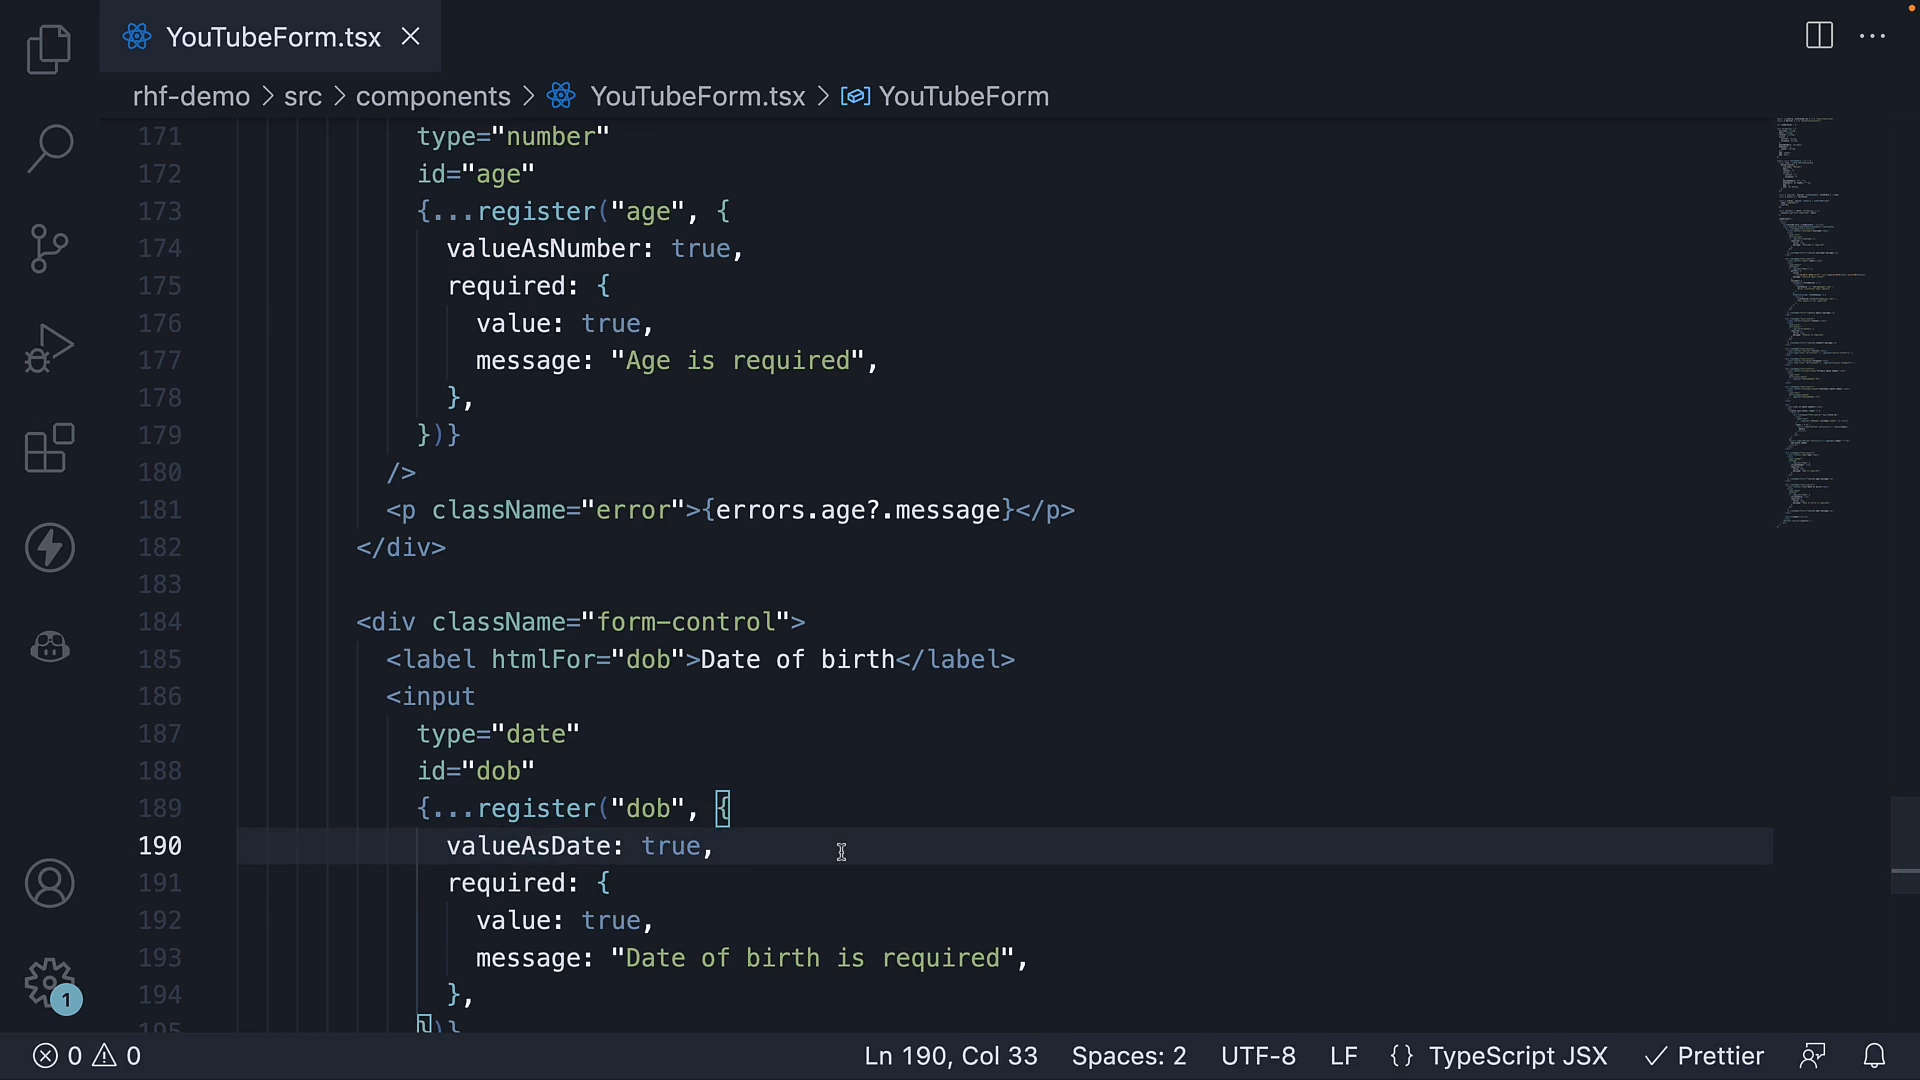 YouTubeForm.tsx
rhf-demo > src > components > YouTubeForm.tsx > YouTubeForm
171 type="number"
172 id="age"
173 {...register("age", {
174 valueAsNumber: true,
175 required: {
176 value: true,
177 message: "Age is required",
178 },
179 })}
180 />
181 <p className="error">{errors.age?.message}</p>
182 </div>
183
184 <div className="form-control">
185 <label htmlFor="dob">Date of birth</label>
186 <input
187 type="date"
188 id="dob"
189 {...register("dob", {
190 valueAsDate: true,
191 required: {
192 value: true,
193 message: "Date of birth is required",
194 },
195 })}
1
0 0 Ln 190, Col 33 Spaces: 2 UTF-8 LF {} TypeScript JSX Prettier